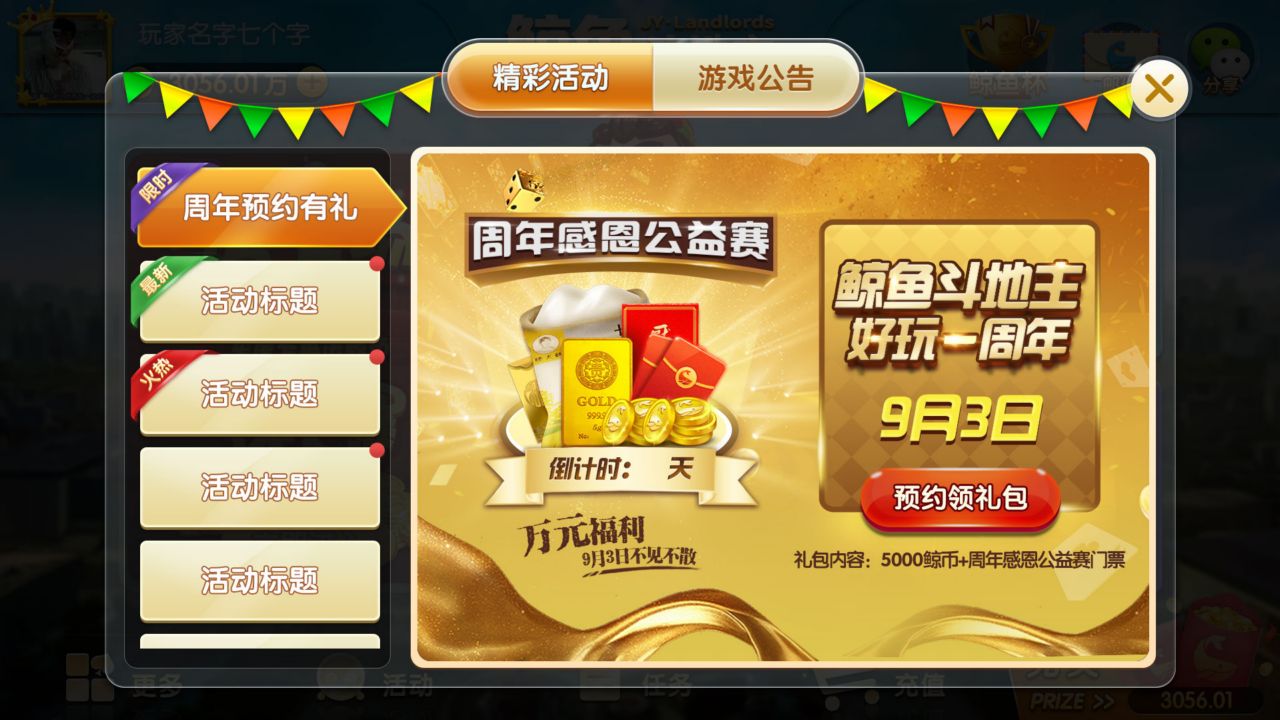 JY-Landlords
玩家名字七个字
精彩活动
游戏公告
3056.01万
鲸鱼杯
分享
限时
周年预约有礼
最新
活动标题
火热
活动标题
活动标题
活动标题
周年感恩公益赛
GOLD
倒计时: 天
万元福利
9月3日不见不散
鲸鱼斗地主
好玩一周年
9月3日
预约领礼包
礼包内容：5000鲸币+周年感恩公益赛门票
更多
活动
任务
充值
PRIZE >>
3056.01